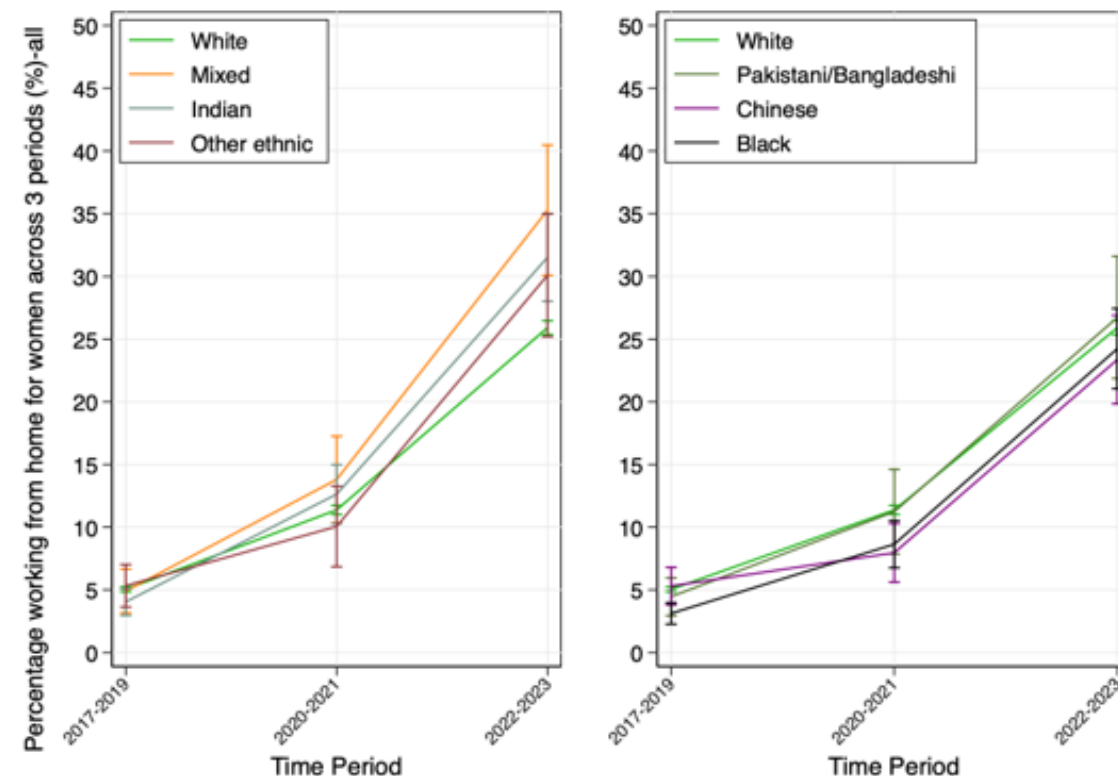 Percentage working from home for women across 3 periods (%)-all
50
45
40
35
30
25
20
15
10
5
0
White
Mixed
Indian
Other ethnic
2017-2019
2020-2021
2022-2023
Time Period
50
45
40
35
30
25
20
15
10
5
0
White
Pakistani/Bangladeshi
Chinese
Black
2017-2019
2020-2021
2022-2023
Time Period